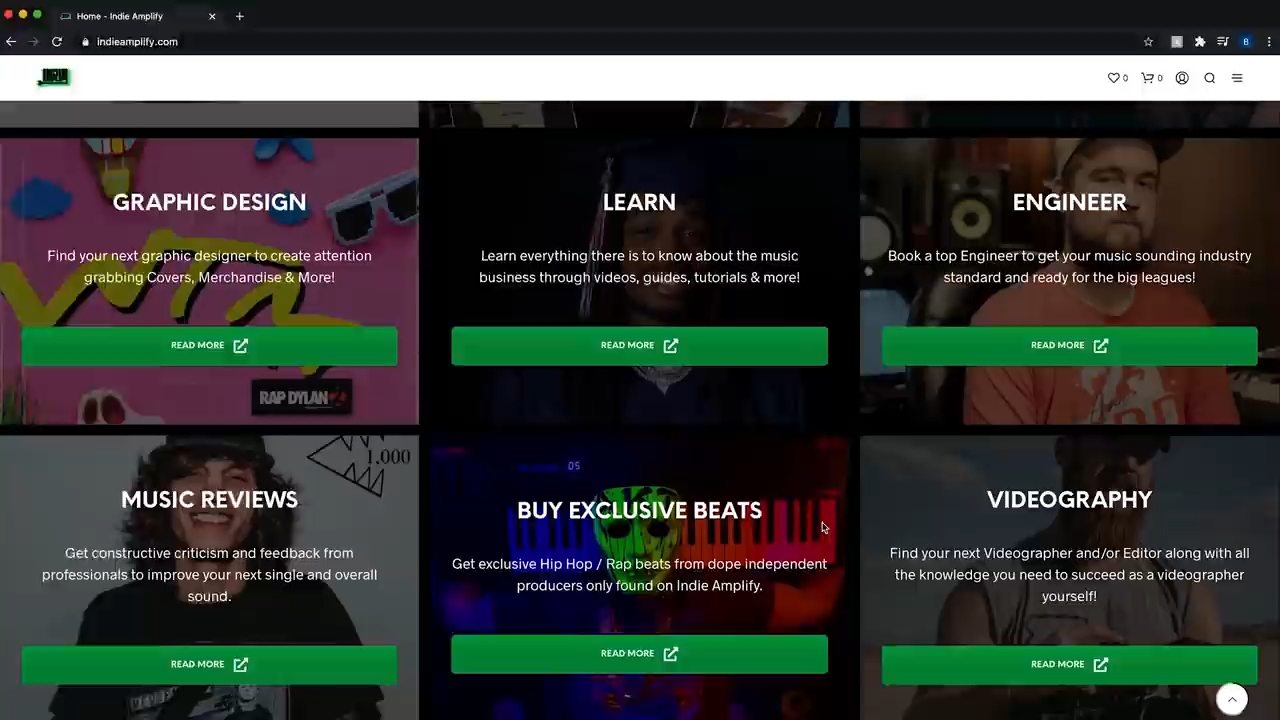 Home - Indie Amplify
indieamplify.com
0
0
B
GRAPHIC DESIGN
Find your next graphic designer to create attention
grabbing Covers, Merchandise & More!
READ MORE
RAP DYLAN
LEARN
Learn everything there is to know about the music
business through videos, guides, tutorials & more!
READ MORE
ENGINEER
Book a top Engineer to get your music sounding industry
standard and ready for the big leagues!
READ MORE
1,000
MUSIC REVIEWS
Get constructive criticism and feedback from
professionals to improve your next single and overall
sound.
READ MORE
05
BUY EXCLUSIVE BEATS
Get exclusive Hip Hop / Rap beats from dope independent
producers only found on Indie Amplify.
READ MORE
VIDEOGRAPHY
Find your next Videographer and/or Editor along with all
the knowledge you need to succeed as a videographer
yourself!
READ MORE